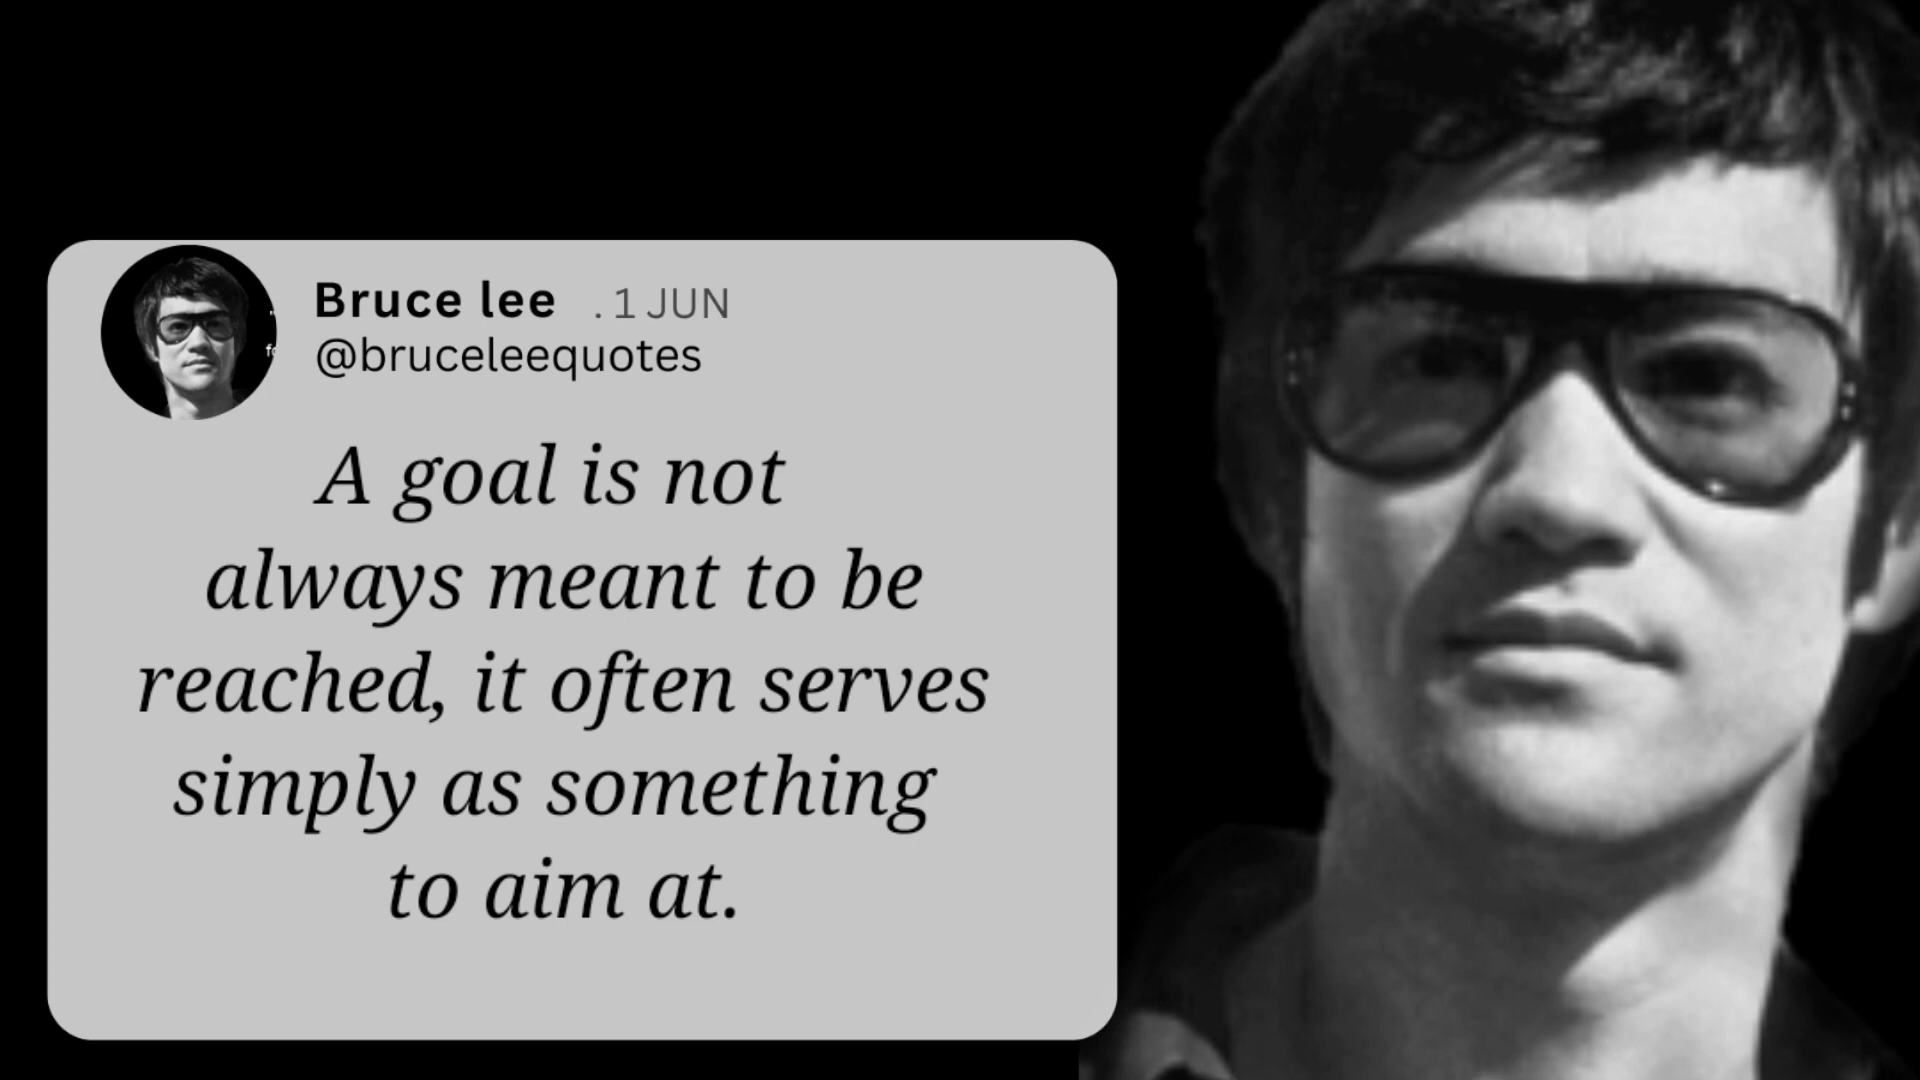 Bruce lee . 1 JUN
@bruceleequotes
A goal is not
always meant to be
reached, it often serves
simply as something
to aim at.